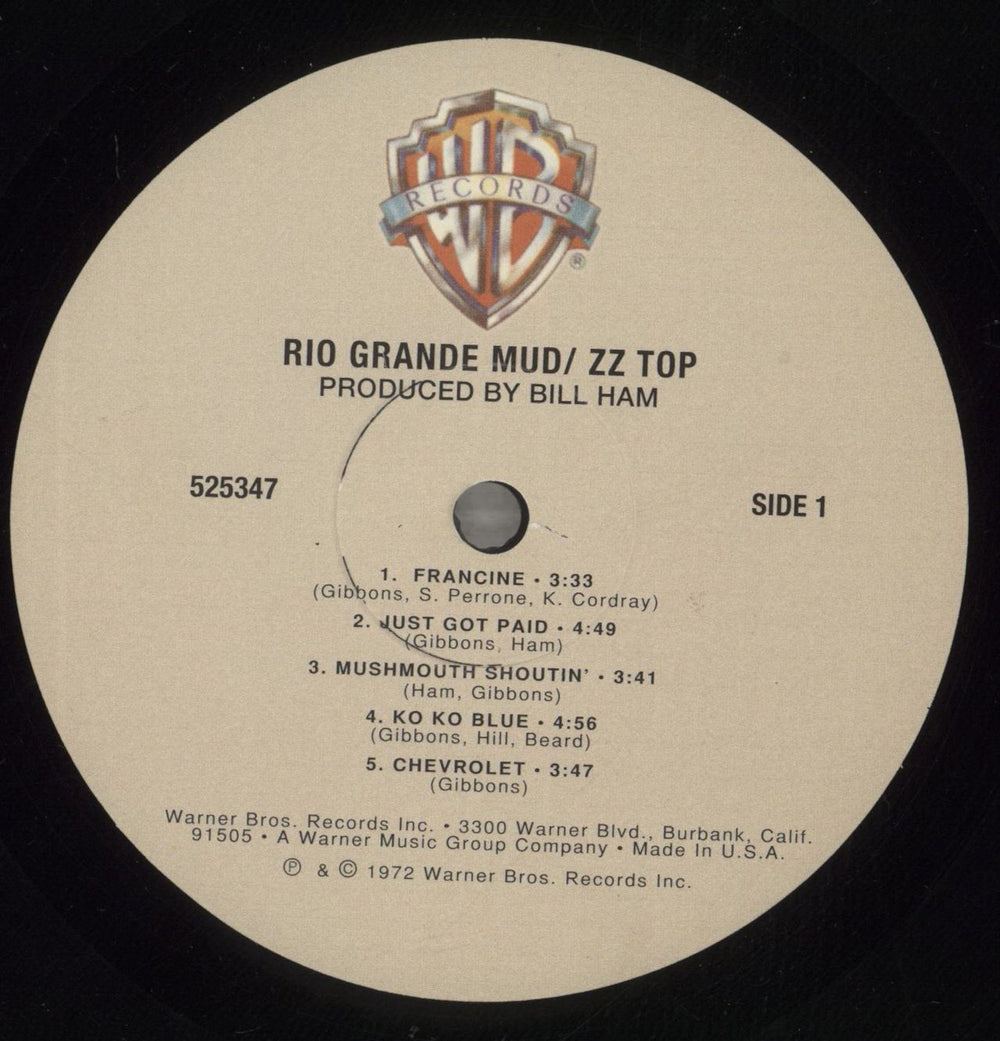 WB
RECORDS
®
RIO GRANDE MUD/ ZZ TOP
PRODUCED BY BILL HAM
525347
SIDE 1
1. FRANCINE • 3:33
(Gibbons, S. Perrone, K. Cordray)
2. JUST GOT PAID • 4:49
(Gibbons, Ham)
3. MUSHMOUTH SHOUTIN' • 3:41
(Ham, Gibbons)
4. KO KO BLUE • 4:56
(Gibbons, Hill, Beard)
5. CHEVROLET • 3:47
(Gibbons)
Warner Bros. Records Inc. • 3300 Warner Blvd., Burbank, Calif.
91505 • A Warner Music Group Company • Made In U.S.A.
Ⓟ & © 1972 Warner Bros. Records Inc.